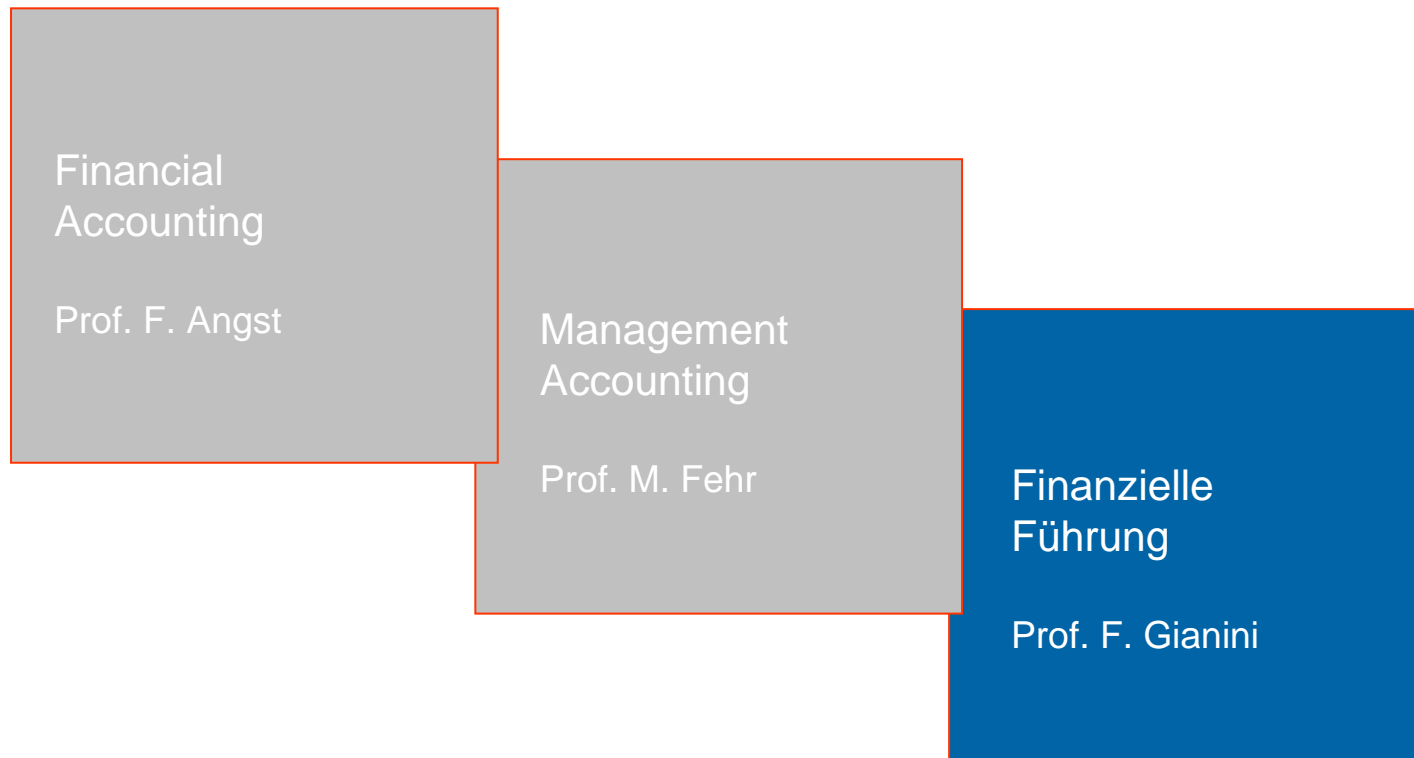 Financial
Accounting
Prof. F. Angst
Management
Accounting
Prof. M. Fehr
Finanzielle
Führung
Prof. F. Gianini